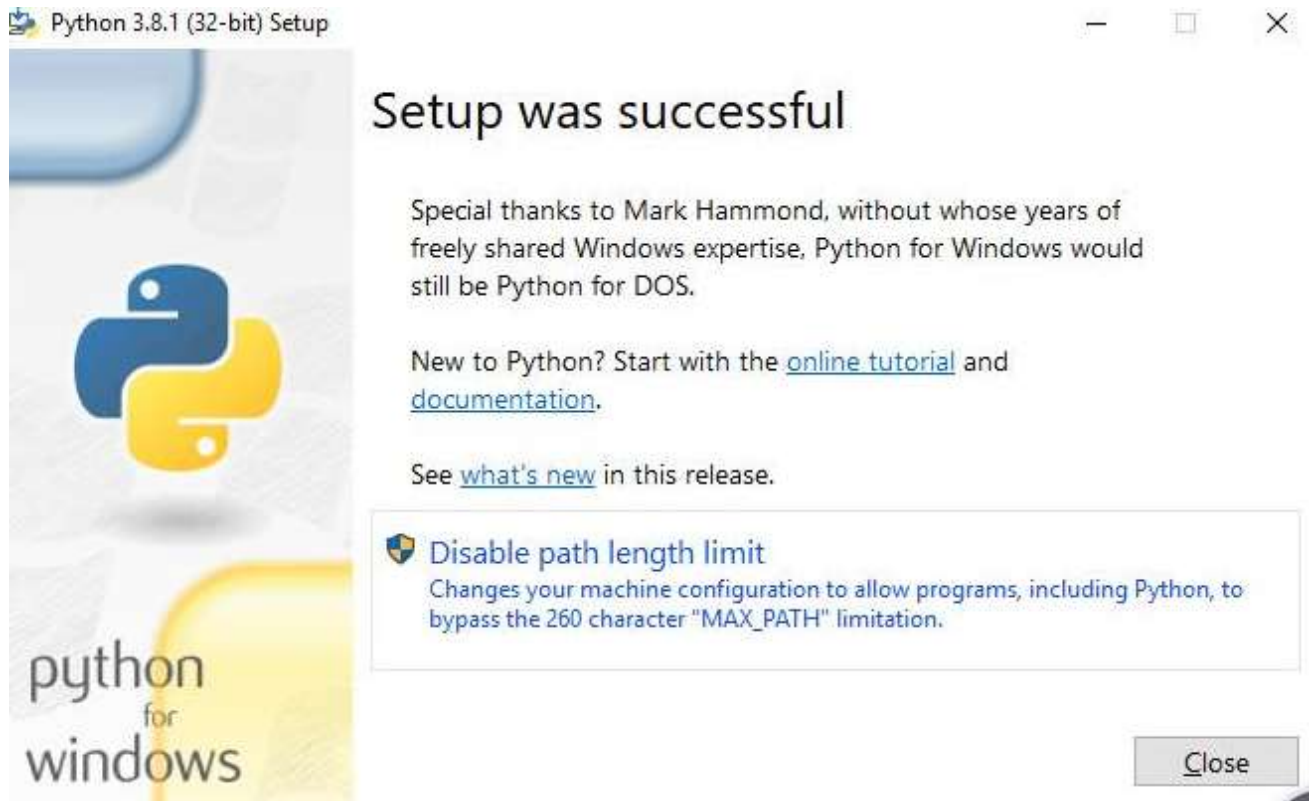 Python 3.8.1 (32-bit) Setup
Setup was successful
Special thanks to Mark Hammond, without whose years of
freely shared Windows expertise, Python for Windows would
still be Python for DOS.
New to Python? Start with the online tutorial and
documentation.
See what's new in this release.
Disable path length limit
Changes your machine configuration to allow programs, including Python, to
bypass the 260 character "MAX_PATH" limitation.
python
for
windows
Close